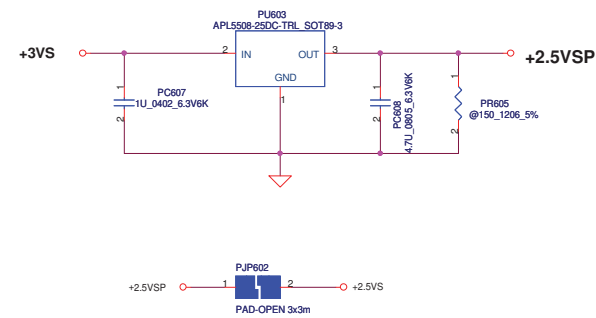 PU603
APL5508-25DC-TRL_SOT89-3
+3VS
2
IN
OUT
3
+2.5VSP
GND
1
1
PC607
1U_0402_6.3V6K
2
1
PC608
4.7U_0805_6.3V6K
2
1
PR605
@150_1206_5%
2
PJP602
+2.5VSP
1
2
+2.5VS
PAD-OPEN 3x3m